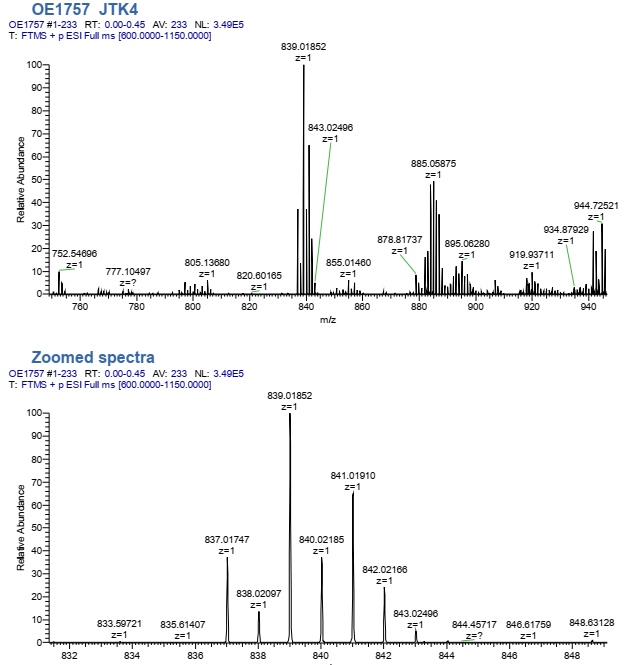 OE1757 JTK4
OE1757 #1-233 RT: 0.00-0.45 AV: 233 NL: 3.49E5
T: FTMS + p ESI Full ms [600.0000-1150.0000]
839.01852
z=1
843.02496
z=1
885.05875
z=1
944.72521
z=1
934.87929
z=1
878.81737
z=1
895.06280
z=1
752.54696
z=1
805.13680
z=1
919.93711
z=1
777.10497
z=?
820.60165
z=1
855.01460
z=1
100
90
80
70
60
50
40
30
20
10
0
Relative Abundance
760 780 800 820 840 860 880 900 920 940
m/z
Zoomed spectra
OE1757 #1-233 RT: 0.00-0.45 AV: 233 NL: 3.49E5
T: FTMS + p ESI Full ms [600.0000-1150.0000]
839.01852
z=1
841.01910
z=1
837.01747
z=1
840.02185
z=1
842.02166
z=1
838.02097
z=1
843.02496
z=1
833.59721
z=1
835.61407
z=1
844.45717
z=?
846.61759
z=1
848.63128
z=1
100
90
80
70
60
50
40
30
20
10
0
Relative Abundance
832 834 836 838 840 842 844 846 848